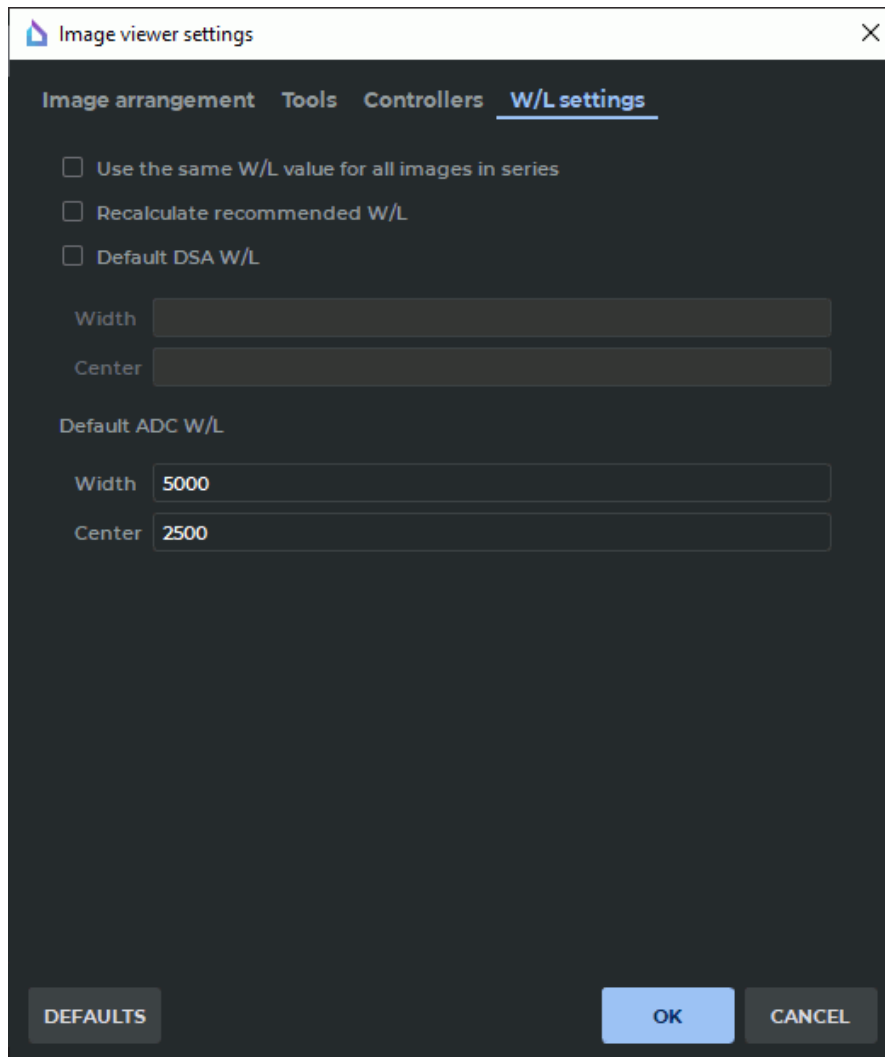 Image viewer settings
Image arrangement Tools Controllers W/L settings
Use the same W/L value for all images in series
Recalculate recommended W/L
Default DSA W/L
Width
Center
Default ADC W/L
Width 5000
Center 2500
DEFAULTS OK CANCEL